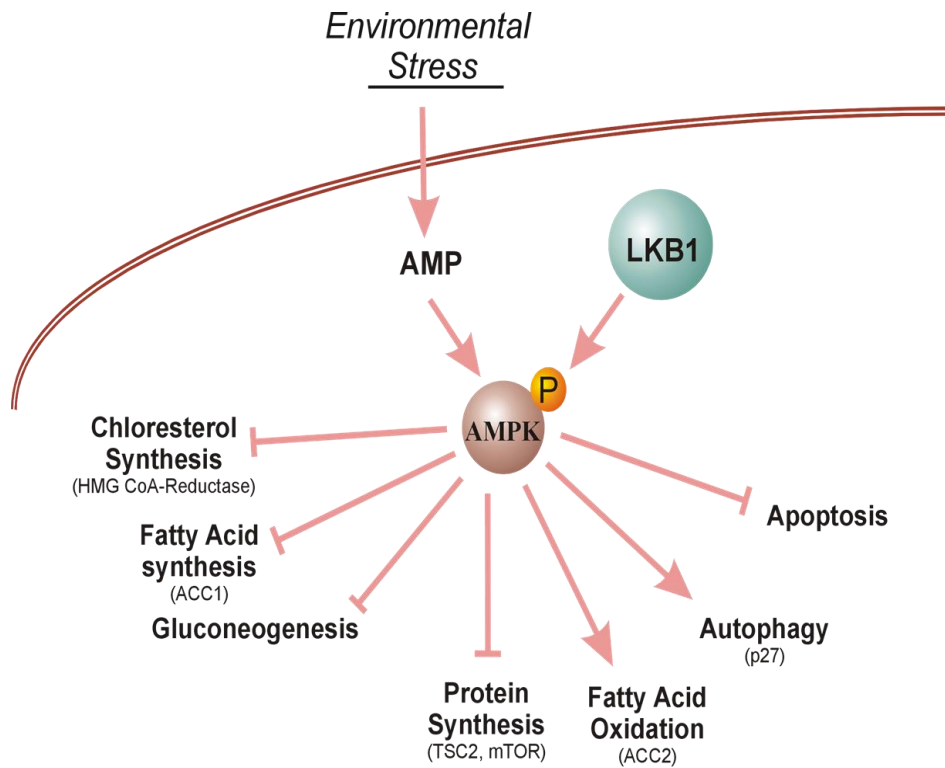 Environmental
Stress
AMP
LKB1
P
AMPK
Chloresterol
Synthesis
(HMG CoA-Reductase)
Fatty Acid
synthesis
(ACC1)
Gluconeogenesis
Protein
Synthesis
(TSC2, mTOR)
Fatty Acid
Oxidation
(ACC2)
Autophagy
(p27)
Apoptosis